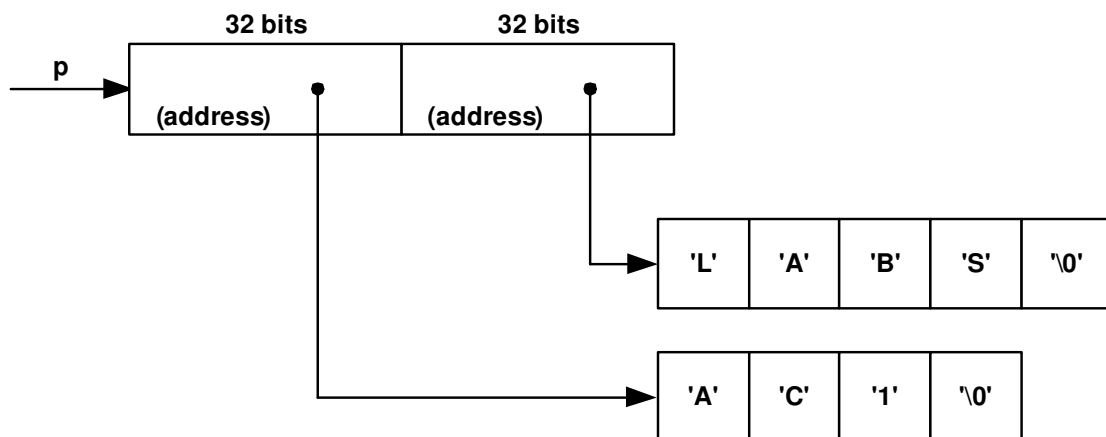 32 bits 32 bits
p
(address) (address)
'L' 'A' 'B' 'S' '\0'
'A' 'C' '1' '\0'